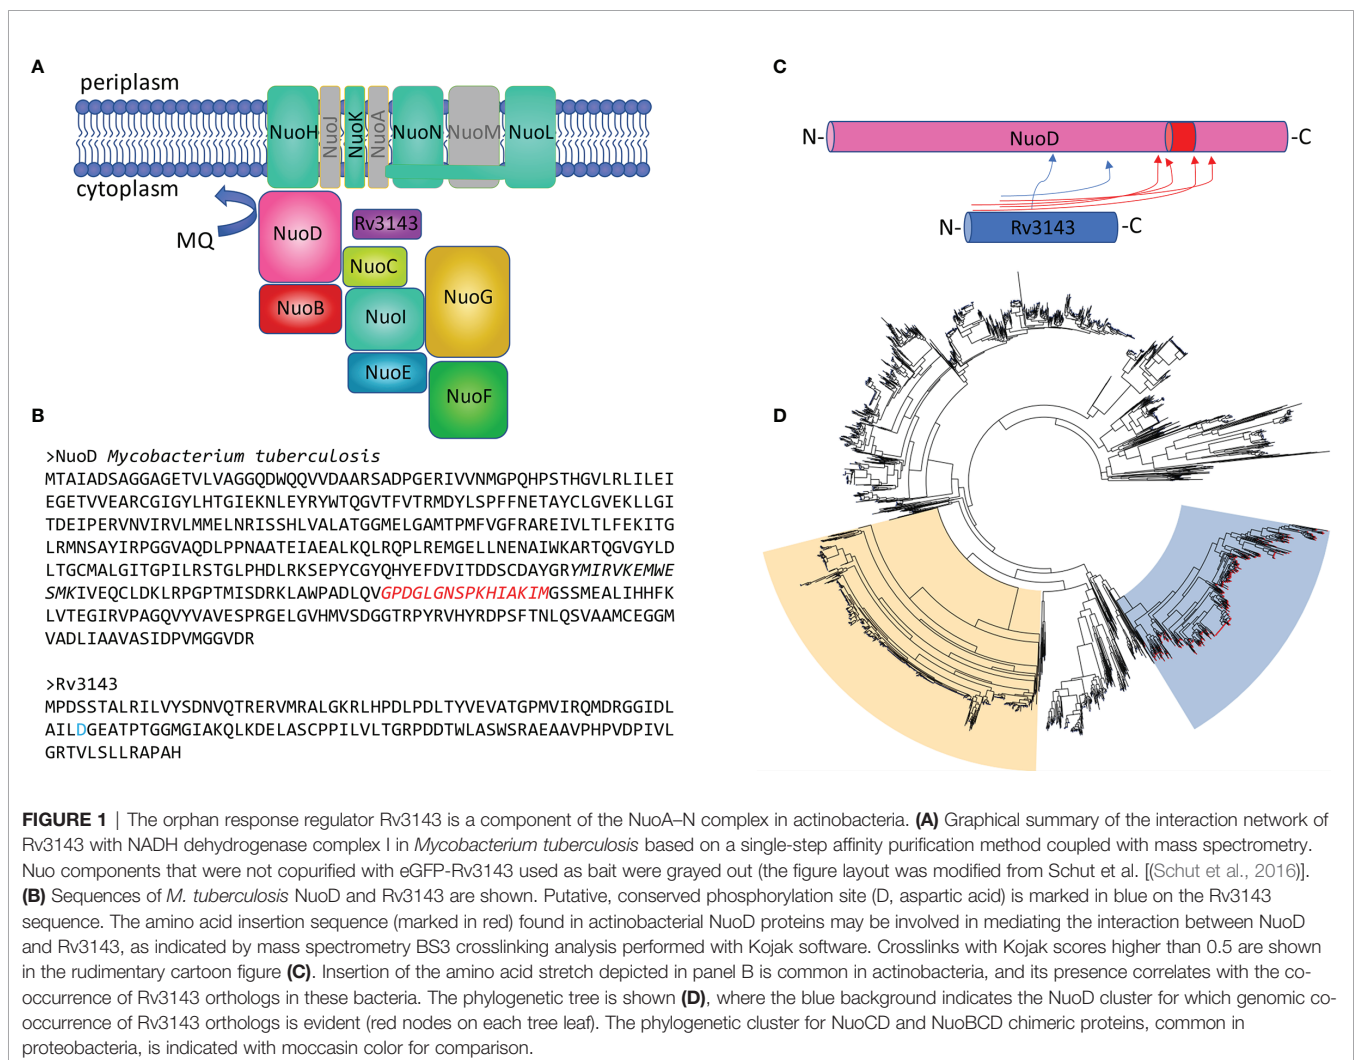 A
periplasm
NuoH
NuoJ
NuoK
NuoA
NuoN
NuoM
NuoL
cytoplasm
MQ
NuoD
Rv3143
NuoC
NuoB
NuoI
NuoG
NuoE
NuoF
B
>NuoD Mycobacterium tuberculosis
MTAIADSAGGAGETVLVAGGQDWQQVVDAARSADPGERIVVNMGPQHPSTHGVLRLILEI
EGETVVEARCGIGYLHTGIEKNLEYRYWTQGVTFVTRMDYLSPFFNETAYCLGVEKLLGI
TDEIPERVNVIRVLMMELNRISSHLVALATGGMELGAMTPMFVGFRAREIVLTLFEKITG
LRMNSAYIRPGGVAQDLPPNAATEIAEALKQLRQPLREMGELLNENAIWKARTQGVGYLD
LTGCMALGITGPILRSTGLPHDLRKSEPYCGYQHYEFDVITDDSCDAYGRYMIRVKEMWE
SMKIVEQCLDKLRPGPTMISDRKLAWPADLQVGPDGLGNSPKHIAKIMGSSMEALIHHFK
LVTEGIRVPAGQVYVAVESPRGELGVHMVSDGGTRPYRVHYRDPSFTNLQSVAAMCEGGM
VADLIAAVASIDPVMGGVDR
>Rv3143
MPDSSTALRILVYSDNVQTRERVMRALGKRLHPDLPDLTYVEVATGPMVIRQMDRGGIDL
AILDGEATPTGGMGIAKQLKDELASCPPILVLTGRPDDTWLASWSRAEAAVPHPVDPIVL
GRTVLSLLRAPAH
C
N-
NuoD
-C
N-
Rv3143
-C
D
FIGURE 1 | The orphan response regulator Rv3143 is a component of the NuoA–N complex in actinobacteria. (A) Graphical summary of the interaction network of
Rv3143 with NADH dehydrogenase complex I in Mycobacterium tuberculosis based on a single-step affinity purification method coupled with mass spectrometry.
Nuo components that were not copurified with eGFP-Rv3143 used as bait were grayed out (the figure layout was modified from Schut et al. [(Schut et al., 2016)].
(B) Sequences of M. tuberculosis NuoD and Rv3143 are shown. Putative, conserved phosphorylation site (D, aspartic acid) is marked in blue on the Rv3143
sequence. The amino acid insertion sequence (marked in red) found in actinobacterial NuoD proteins may be involved in mediating the interaction between NuoD
and Rv3143, as indicated by mass spectrometry BS3 crosslinking analysis performed with Kojak software. Crosslinks with Kojak scores higher than 0.5 are shown
in the rudimentary cartoon figure (C). Insertion of the amino acid stretch depicted in panel B is common in actinobacteria, and its presence correlates with the co-
occurrence of Rv3143 orthologs in these bacteria. The phylogenetic tree is shown (D), where the blue background indicates the NuoD cluster for which genomic co-
occurrence of Rv3143 orthologs is evident (red nodes on each tree leaf). The phylogenetic cluster for NuoCD and NuoBCD chimeric proteins, common in
proteobacteria, is indicated with moccasin color for comparison.